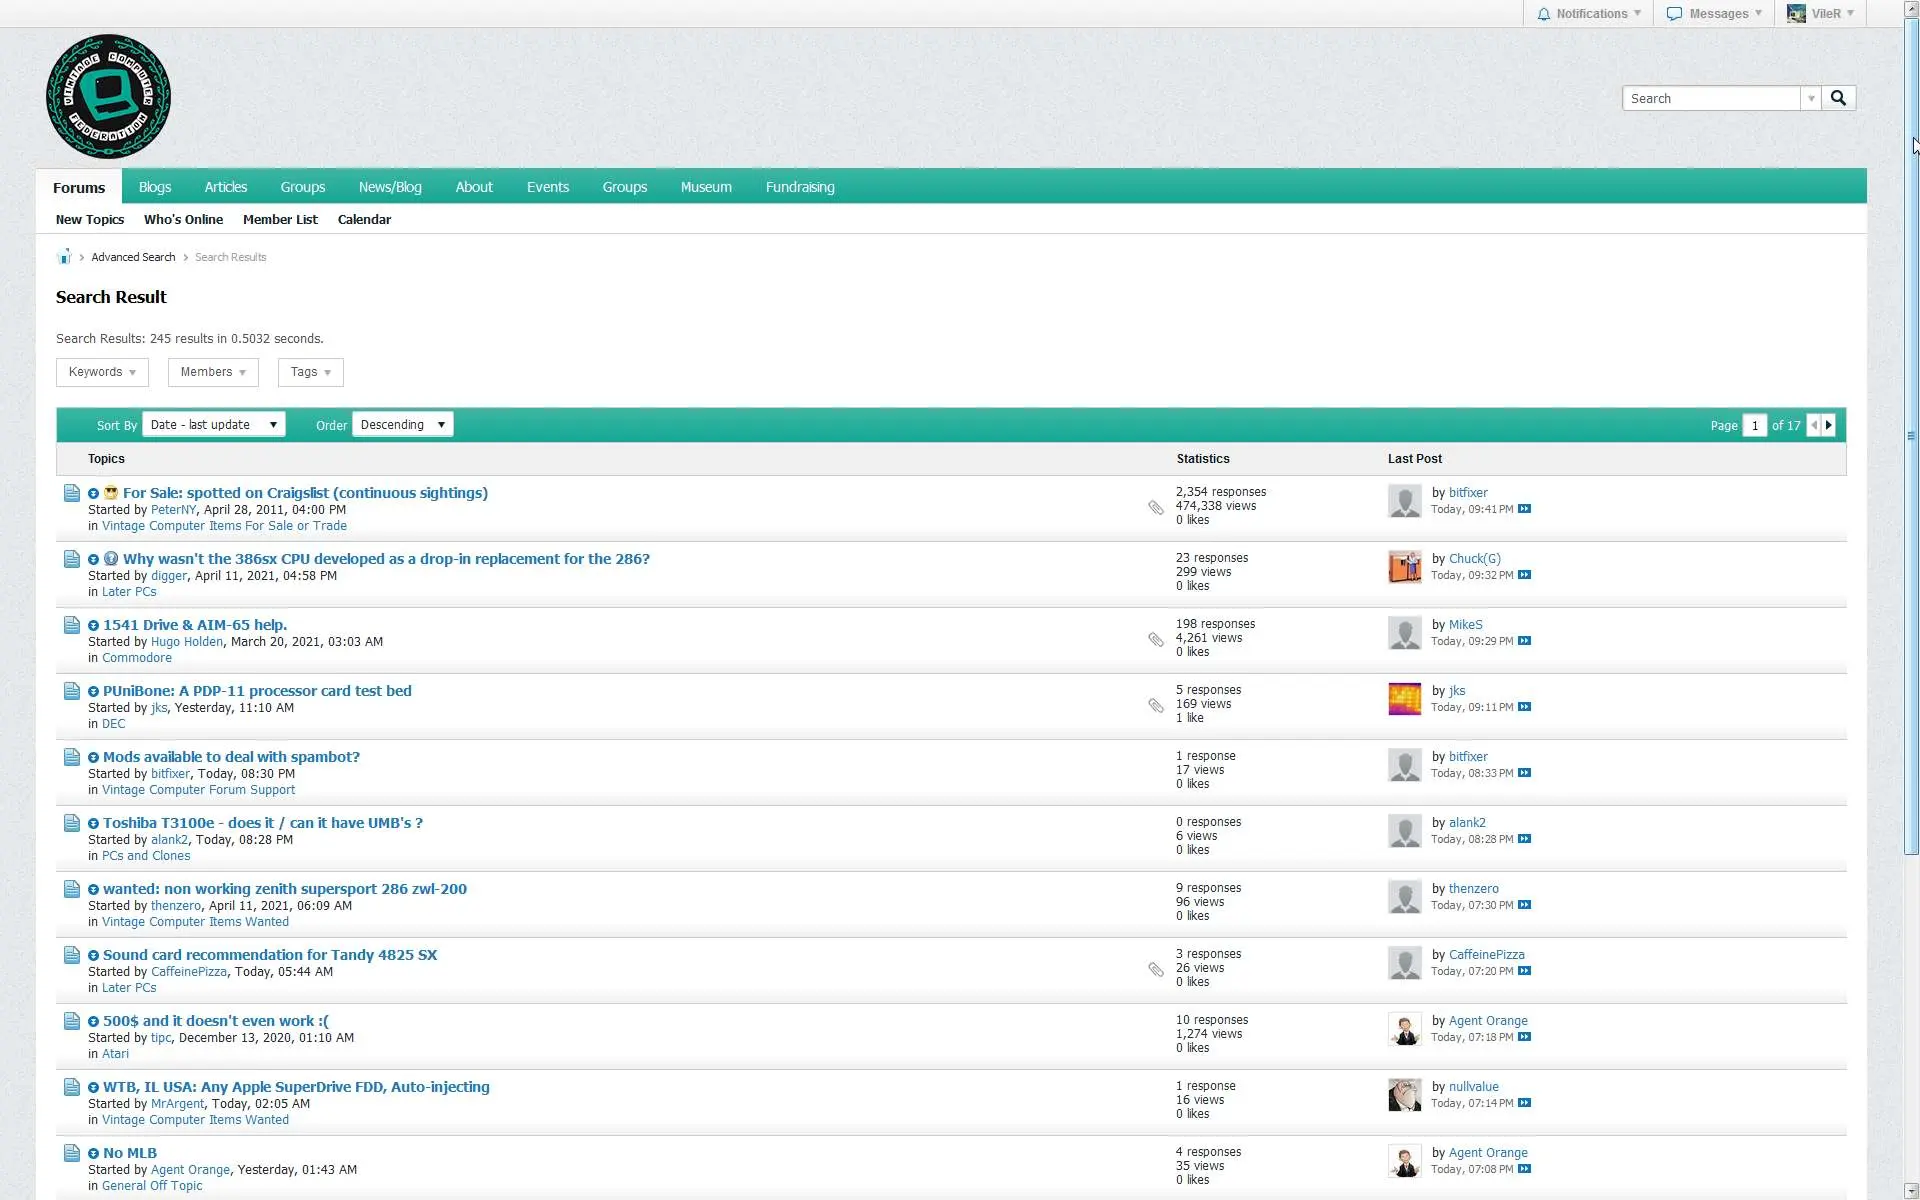 Notifications Messages VileR
VINTAGE COMPUTER
FEDERATION
Search
Forums Blogs Articles Groups News/Blog About Events Groups Museum Fundraising
New Topics Who's Online Member List Calendar
Advanced Search Search Results
Search Result
Search Results: 245 results in 0.5032 seconds.
Keywords Members Tags
Sort By Date - last update Order Descending Page 1 of 17
Topics Statistics Last Post
For Sale: spotted on Craigslist (continuous sightings)
Started by PeterNY, April 28, 2011, 04:00 PM
in Vintage Computer Items For Sale or Trade
2,354 responses
474,338 views
0 likes
by bitfixer
Today, 09:41 PM
Why wasn't the 386sx CPU developed as a drop-in replacement for the 286?
Started by digger, April 11, 2021, 04:58 PM
in Later PCs
23 responses
299 views
0 likes
by Chuck(G)
Today, 09:32 PM
1541 Drive & AIM-65 help.
Started by Hugo Holden, March 20, 2021, 03:03 AM
in Commodore
198 responses
4,261 views
0 likes
by MikeS
Today, 09:29 PM
PUniBone: A PDP-11 processor card test bed
Started by jks, Yesterday, 11:10 AM
in DEC
5 responses
169 views
1 like
by jks
Today, 09:11 PM
Mods available to deal with spambot?
Started by bitfixer, Today, 08:30 PM
in Vintage Computer Forum Support
1 response
17 views
0 likes
by bitfixer
Today, 08:33 PM
Toshiba T3100e - does it / can it have UMB's ?
Started by alank2, Today, 08:28 PM
in PCs and Clones
0 responses
6 views
0 likes
by alank2
Today, 08:28 PM
wanted: non working zenith supersport 286 zwl-200
Started by thenzero, April 11, 2021, 06:09 AM
in Vintage Computer Items Wanted
9 responses
96 views
0 likes
by thenzero
Today, 07:30 PM
Sound card recommendation for Tandy 4825 SX
Started by CaffeinePizza, Today, 05:44 AM
in Later PCs
3 responses
26 views
0 likes
by CaffeinePizza
Today, 07:20 PM
500$ and it doesn't even work :(
Started by tipc, December 13, 2020, 01:10 AM
in Atari
10 responses
1,274 views
0 likes
by Agent Orange
Today, 07:18 PM
WTB, IL USA: Any Apple SuperDrive FDD, Auto-injecting
Started by MrArgent, Today, 02:05 AM
in Vintage Computer Items Wanted
1 response
16 views
0 likes
by nullvalue
Today, 07:14 PM
No MLB
Started by Agent Orange, Yesterday, 01:43 AM
in General Off Topic
4 responses
35 views
0 likes
by Agent Orange
Today, 07:08 PM